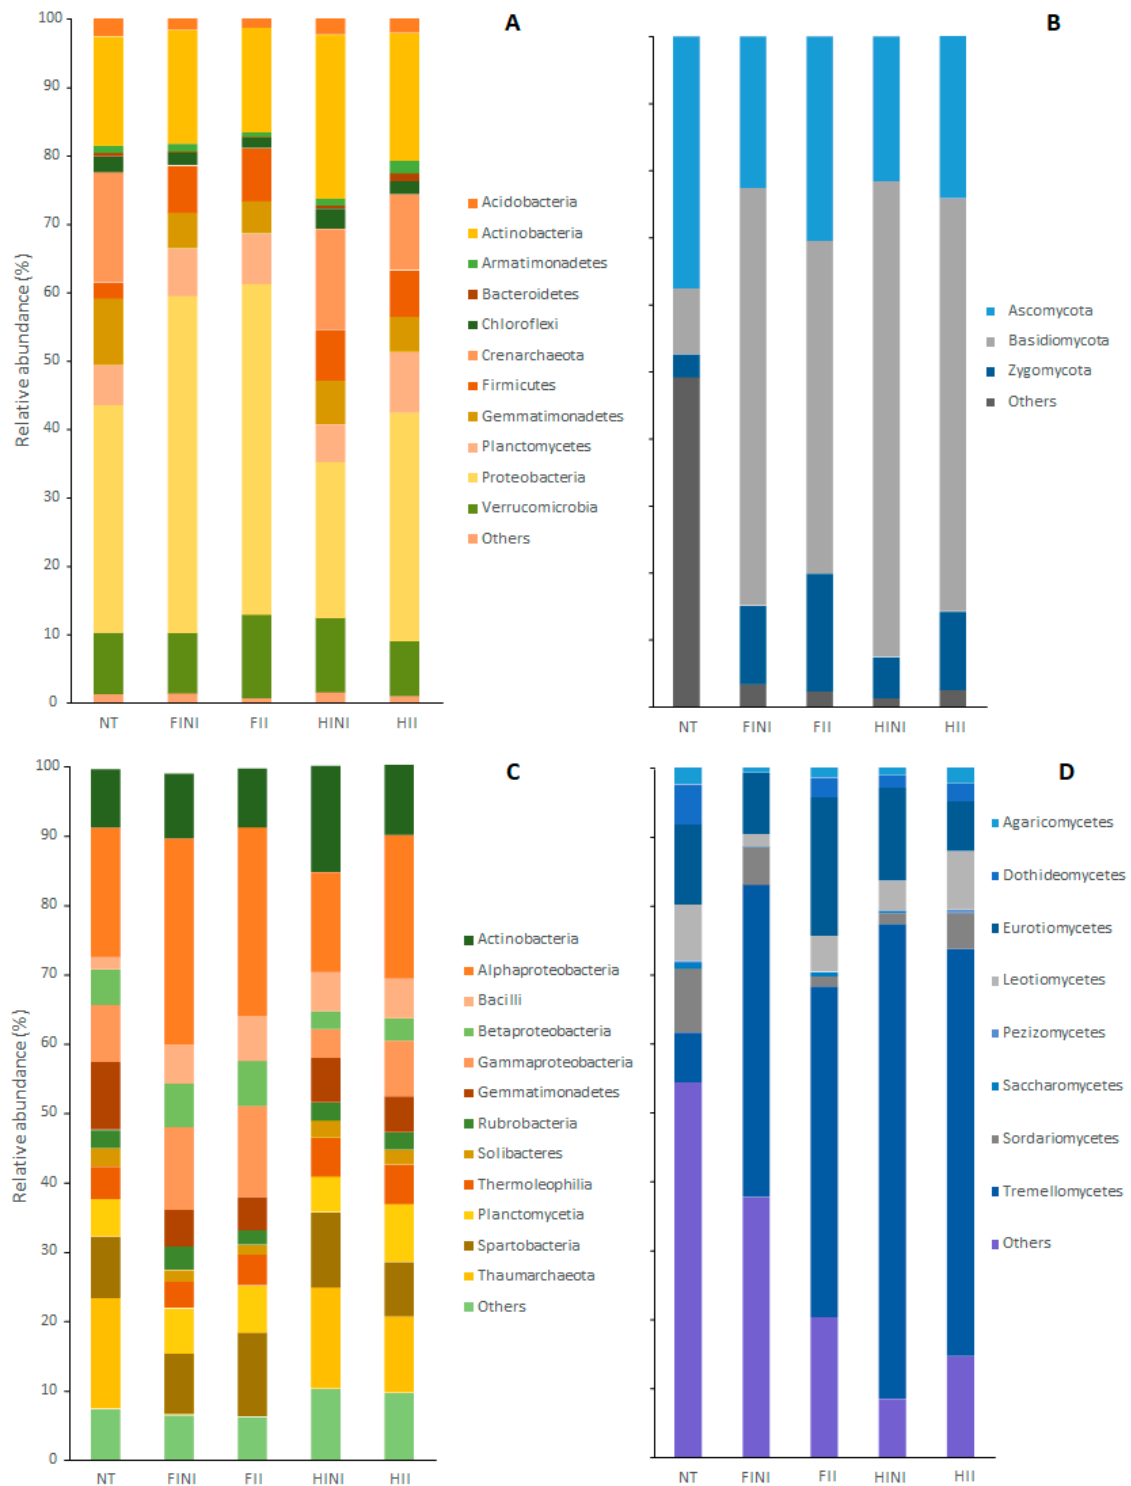 A
100
90
80
70
60
50
40
30
20
10
0
Relative abundance (%)
NT FINI FII HINI HII
Acidobacteria
Actinobacteria
Armatimonadetes
Bacteroidetes
Chloroflexi
Crenarchaeota
Firmicutes
Gemmatimonadetes
Planctomycetes
Proteobacteria
Verrucomicrobia
Others
B
NT FINI FII HINI HII
Ascomycota
Basidiomycota
Zygomycota
Others
C
100
90
80
70
60
50
40
30
20
10
0
Relative abundance (%)
NT FINI FII HINI HII
Actinobacteria
Alphaproteobacteria
Bacilli
Betaproteobacteria
Gammaproteobacteria
Gemmatimonadetes
Rubrobacteria
Solibacteres
Thermoleophilia
Planctomycetia
Spartobacteria
Thaumarchaeota
Others
D
NT FINI FII HINI HII
Agaricomycetes
Dothideomycetes
Eurotiomycetes
Leotiomycetes
Pezizomycetes
Saccharomycetes
Sordariomycetes
Tremellomycetes
Others